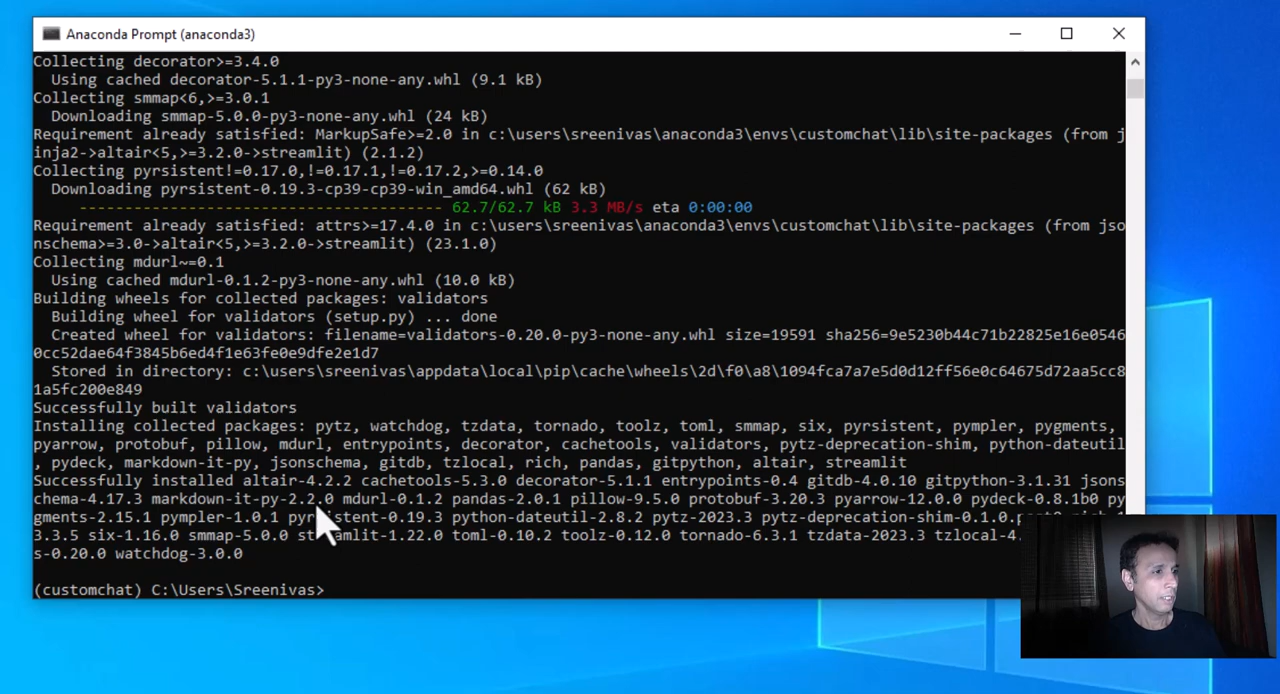 Anaconda Prompt (anaconda3)
Collecting decorator>=3.4.0
  Using cached decorator-5.1.1-py3-none-any.whl (9.1 kB)
Collecting smmap<6,>=3.0.1
  Downloading smmap-5.0.0-py3-none-any.whl (24 kB)
Requirement already satisfied: MarkupSafe>=2.0 in c:\users\sreenivas\anaconda3\envs\customchat\lib\site-packages (from j
inja2->altair<5,>=3.2.0->streamlit) (2.1.2)
Collecting pyrsistent!=0.17.0,!=0.17.1,!=0.17.2,>=0.14.0
  Downloading pyrsistent-0.19.3-cp39-cp39-win_amd64.whl (62 kB)
     ---------------------------------------- 62.7/62.7 kB 3.3 MB/s eta 0:00:00
Requirement already satisfied: attrs>=17.4.0 in c:\users\sreenivas\anaconda3\envs\customchat\lib\site-packages (from jso
nschema>=3.0->altair<5,>=3.2.0->streamlit) (23.1.0)
Collecting mdurl~=0.1
  Using cached mdurl-0.1.2-py3-none-any.whl (10.0 kB)
Building wheels for collected packages: validators
  Building wheel for validators (setup.py) ... done
  Created wheel for validators: filename=validators-0.20.0-py3-none-any.whl size=19591 sha256=9e5230b44c71b22825e16e0546
0cc52dae64f3845b6ed4f1e63fe0e9dfe2e1d7
  Stored in directory: c:\users\sreenivas\appdata\local\pip\cache\wheels\2d\f0\a8\1094fca7a7e5d0d12ff56e0c64675d72aa5cc8
1a5fc200e849
Successfully built validators
Installing collected packages: pytz, watchdog, tzdata, tornado, toolz, toml, smmap, six, pyrsistent, pympler, pygments,
pyarrow, protobuf, pillow, mdurl, entrypoints, decorator, cachetools, validators, pytz-deprecation-shim, python-dateutil
, pydeck, markdown-it-py, jsonschema, gitdb, tzlocal, rich, pandas, gitpython, altair, streamlit
Successfully installed altair-4.2.2 cachetools-5.3.0 decorator-5.1.1 entrypoints-0.4 gitdb-4.0.10 gitpython-3.1.31 jsons
chema-4.17.3 markdown-it-py-2.2.0 mdurl-0.1.2 pandas-2.0.1 pillow-9.5.0 protobuf-3.20.3 pyarrow-12.0.0 pydeck-0.8.1b0 py
gments-2.15.1 pympler-1.0.1 pyrsistent-0.19.3 python-dateutil-2.8.2 pytz-2023.3 pytz-deprecation-shim-0.1.0.
3.3.5 six-1.16.0 smmap-5.0.0 streamlit-1.22.0 toml-0.10.2 toolz-0.12.0 tornado-6.3.1 tzdata-2023.3 tzlocal-4.
s-0.20.0 watchdog-3.0.0
(customchat) C:\Users\Sreenivas>